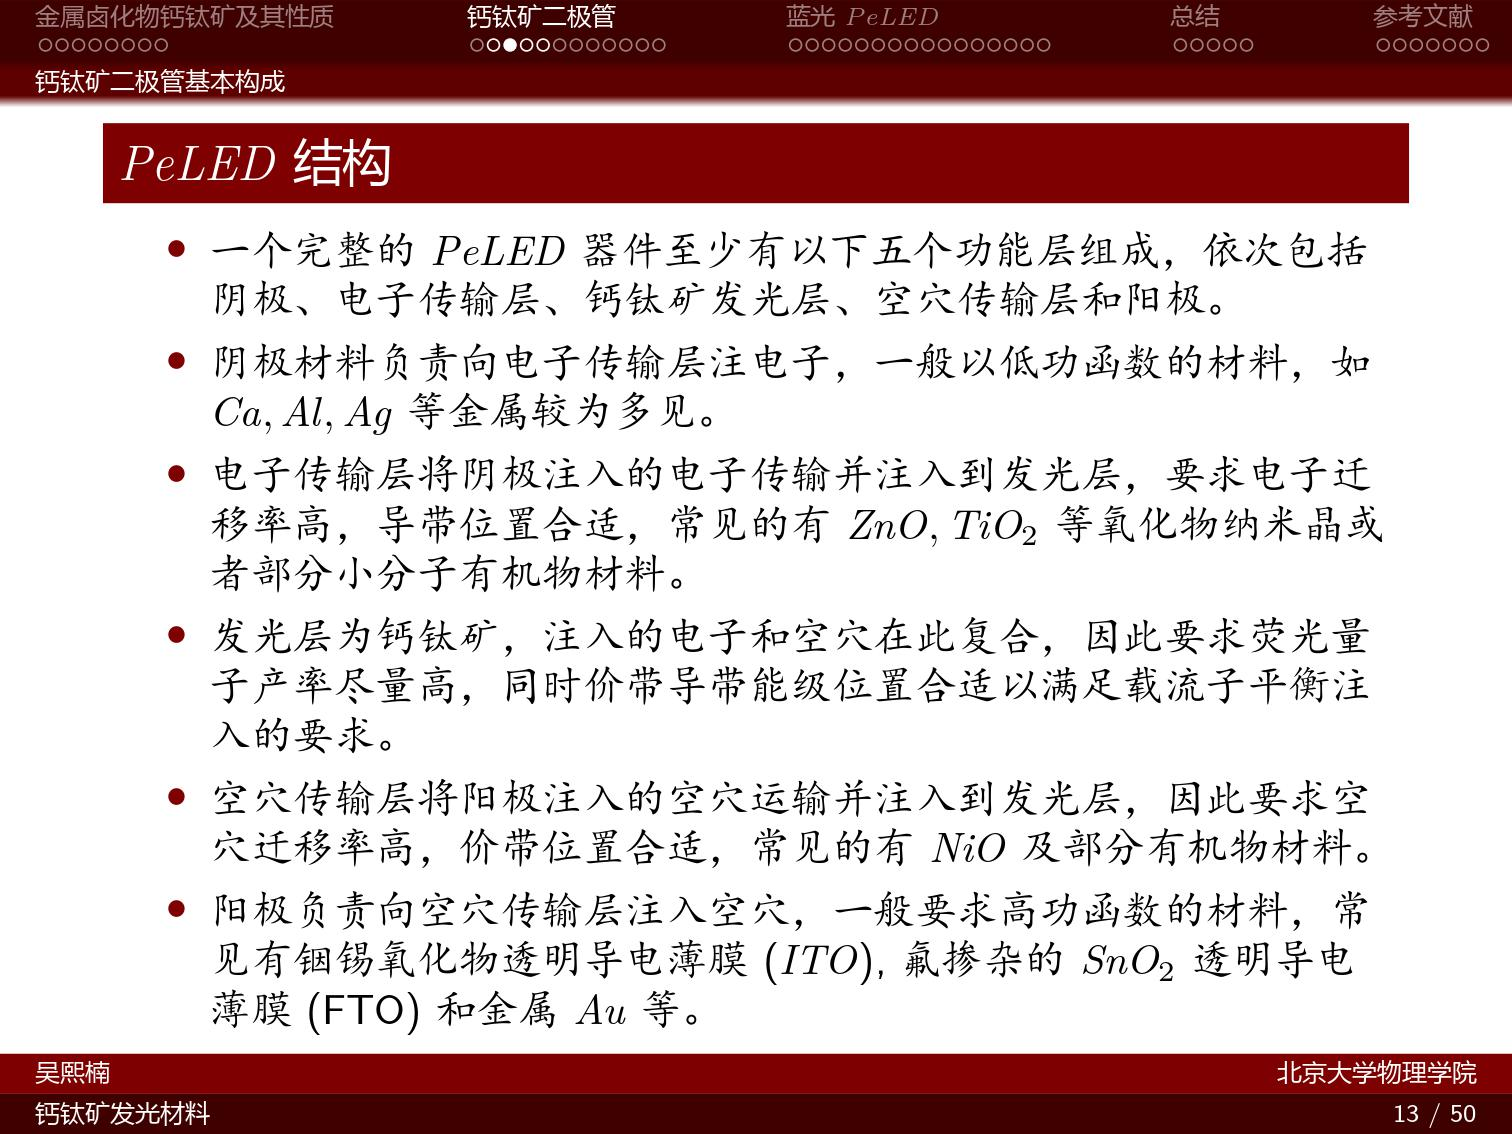 金属卤化物钙钛矿及其性质 钙钛矿二极管 蓝光 PeLED 总结 参考文献
钙钛矿二极管基本构成
PeLED 结构
• 一个完整的 PeLED 器件至少有以下五个功能层组成，依次包括
阴极、电子传输层、钙钛矿发光层、空穴传输层和阳极。
• 阴极材料负责向电子传输层注电子，一般以低功函数的材料，如
Ca, Al, Ag 等金属较为多见。
• 电子传输层将阴极注入的电子传输并注入到发光层，要求电子迁
移率高，导带位置合适，常见的有 ZnO, TiO₂ 等氧化物纳米晶或
者部分小分子有机物材料。
• 发光层为钙钛矿，注入的电子和空穴在此复合，因此要求荧光量
子产率尽量高，同时价带导带能级位置合适以满足载流子平衡注
入的要求。
• 空穴传输层将阳极注入的空穴运输并注入到发光层，因此要求空
穴迁移率高，价带位置合适，常见的有 NiO 及部分有机物材料。
• 阳极负责向空穴传输层注入空穴，一般要求高功函数的材料，常
见有铟锡氧化物透明导电薄膜 (ITO), 氟掺杂的 SnO₂ 透明导电
薄膜 (FTO) 和金属 Au 等。
吴熙楠 北京大学物理学院
钙钛矿发光材料 13 / 50